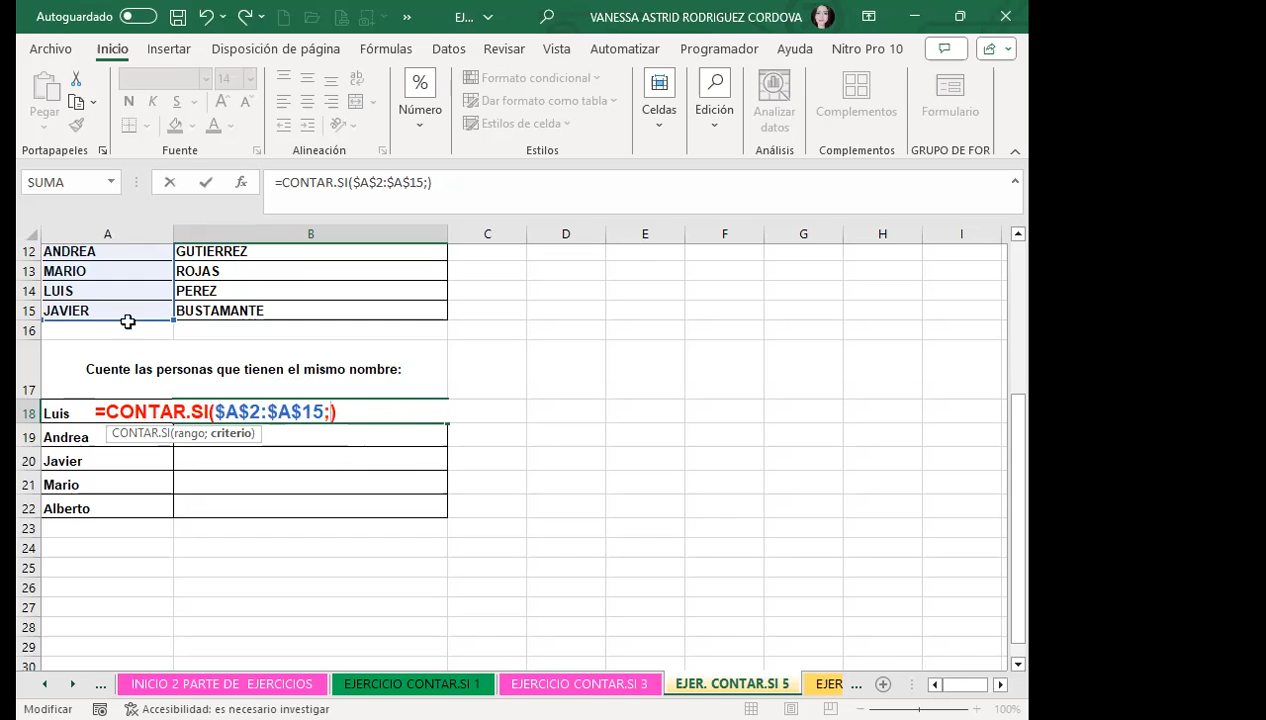 Autoguardado
EJ...
VANESSA ASTRID RODRIGUEZ CORDOVA
Archivo Inicio Insertar Disposición de página Fórmulas Datos Revisar Vista Automatizar Programador Ayuda Nitro Pro 10
Pegar
14
N K S
Número
Formato condicional
Dar formato como tabla
Estilos de celda
Celdas
Edición
Analizar datos
Complementos
Formulario
Portapapeles Fuente Alineación Estilos Análisis Complementos GRUPO DE FOR
SUMA
fx
=CONTAR.SI($A$2:$A$15;)
A B C D E F G H I
12 ANDREA GUTIERREZ
13 MARIO ROJAS
14 LUIS PEREZ
15 JAVIER BUSTAMANTE
16
17 Cuente las personas que tienen el mismo nombre:
18 Luis =CONTAR.SI($A$2:$A$15;)
CONTAR.SI(rango; criterio)
19 Andrea
20 Javier
21 Mario
22 Alberto
23
24
25
26
27
28
29
30
... INICIO 2 PARTE DE EJERCICIOS EJERCICIO CONTAR.SI 1 EJERCICIO CONTAR.SI 3 EJER. CONTAR.SI 5 EJER ...
Modificar Accesibilidad: es necesario investigar 100%